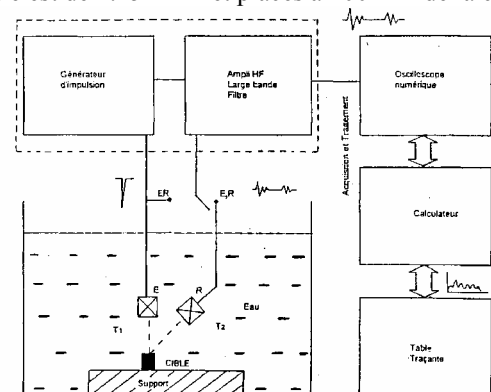 Générateur
d'impulsion
Ampli HF
Large bande
Filtre
Oscilloscope
numérique
Acquisition et Traitement
Calculateur
Table
Traçante
ER
E,R
E
R
T1
T2
Eau
CIBLE
Support